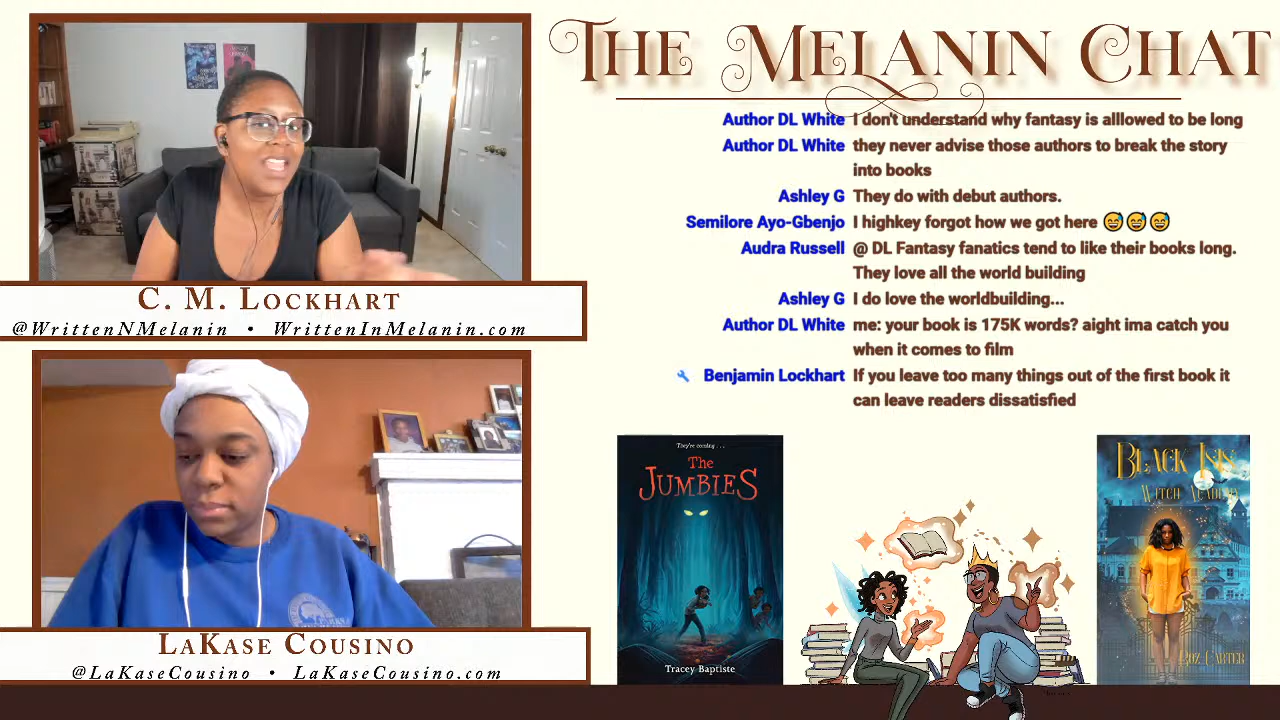 THE MELANIN CHAT
Author DL White I don't understand why fantasy is alllowed to be long
Author DL White they never advise those authors to break the story
into books
Ashley G They do with debut authors.
Semilore Ayo-Gbenjo I highkey forgot how we got here 😅😅😅
Audra Russell @ DL Fantasy fanatics tend to like their books long.
They love all the world building
Ashley G I do love the worldbuilding...
Author DL White me: your book is 175K words? aight ima catch you
when it comes to film
Benjamin Lockhart If you leave too many things out of the first book it
can leave readers dissatisfied
C. M. LOCKHART
@WrittenNMelanin • WrittenInMelanin.com
LAKASE COUSINO
@LaKaseCousino • LaKaseCousino.com
They're coming . . .
The
JUMBIES
Tracey Baptiste
BLACK ISIS
WITCH ACADEMY
ROZ CARTER